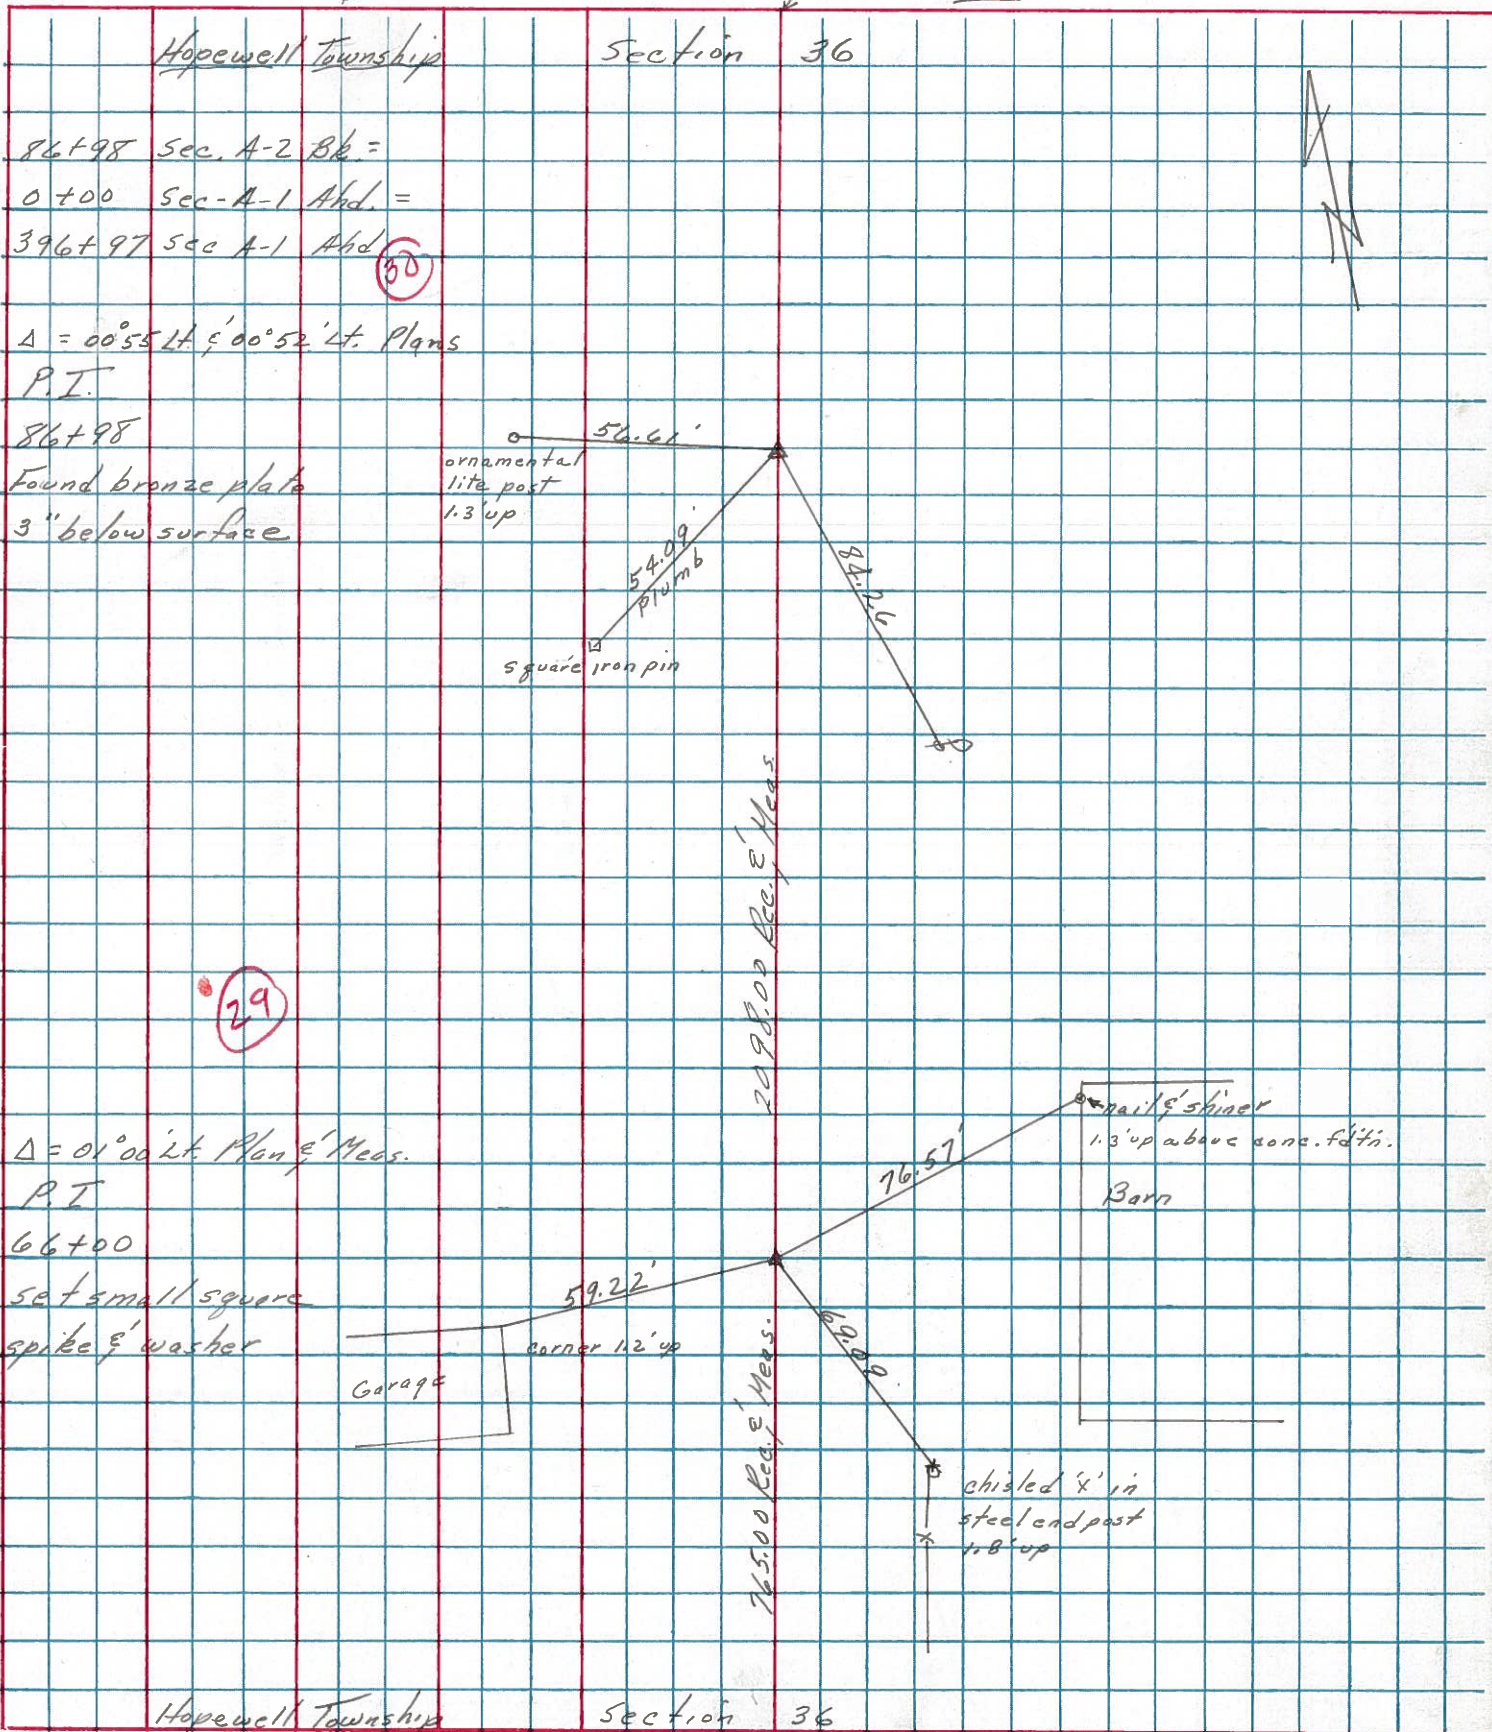 Hopewell Township Section 36
86+98 Sec. A-2 Bk. =
0+00 Sec-A-1 Ahd. =
396+97 Sec A-1 Ahd
30
Δ = 00°55' Lt & 00°52' Lt. Plans
P.I.
86+98
Found bronze plate
3" below surface
56.61'
ornamental
lite post
1.3' up
54.09'
plumb
square iron pin
84.26
2098.00 Rec. & Meas.
29
Δ = 01°00' Lt. Plan & Meas.
P.I
66+00
set small square
spike & washer
nail & shiner
1.3' up above conc. fdtn.
76.57'
Barn
59.22'
corner 1.2' up
Garage
69.09
765.00 Rec. & Meas.
chisled 'x' in
steel end post
1.8' up
Hopewell Township Section 36